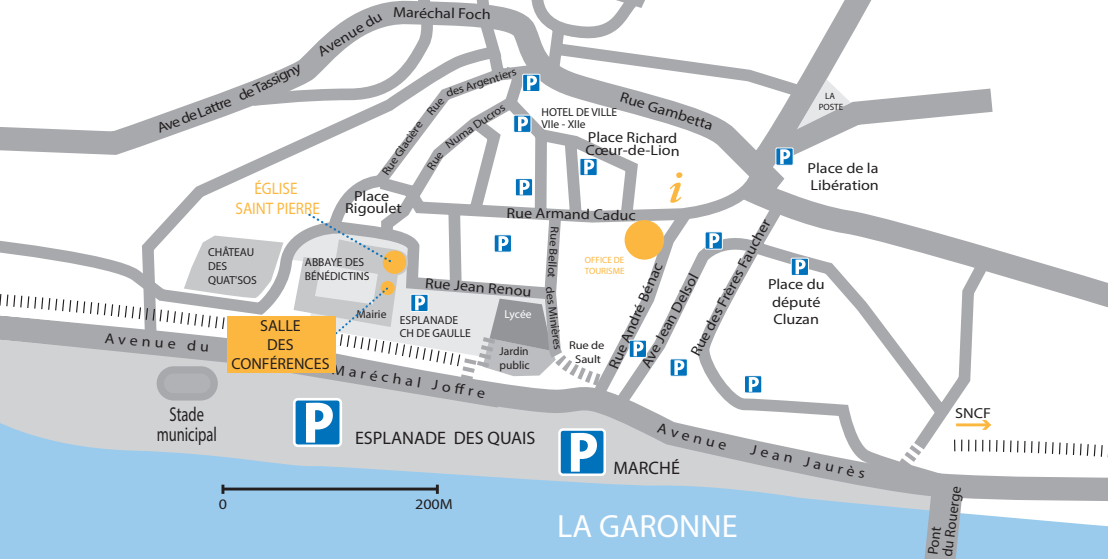 Avenue du Maréchal Foch
Ave de Lattre de Tassigny
Rue des Argentiers
P
Rue Gambetta
LA
POSTE
Rue Glacière
Rue Numa Ducros
P
HOTEL DE VILLE
VIIe - XIIe
Place Richard
Cœur-de-Lion
P
P
Place de la
Libération
P
i
ÉGLISE
SAINT PIERRE
Place
Rigoulet
Rue Armand Caduc
P
P
Rue Bellot des Minières
OFFICE DE
TOURISME
Rue André Bénac
Ave Jean Delsol
Rue des Frères Faucher
P
Place du
député
Cluzan
CHÂTEAU
DES
QUAT'SOS
ABBAYE DES
BÉNÉDICTINS
Rue Jean Renou
P
Mairie
ESPLANADE
CH DE GAULLE
Lycée
Jardin
public
Rue de
Sault
P
P
P
SALLE
DES
CONFÉRENCES
Avenue du Maréchal Joffre
Stade
municipal
P
ESPLANADE DES QUAIS
P
MARCHÉ
Avenue Jean Jaurès
SNCF
0
200M
LA GARONNE
Pont
du Rouerge